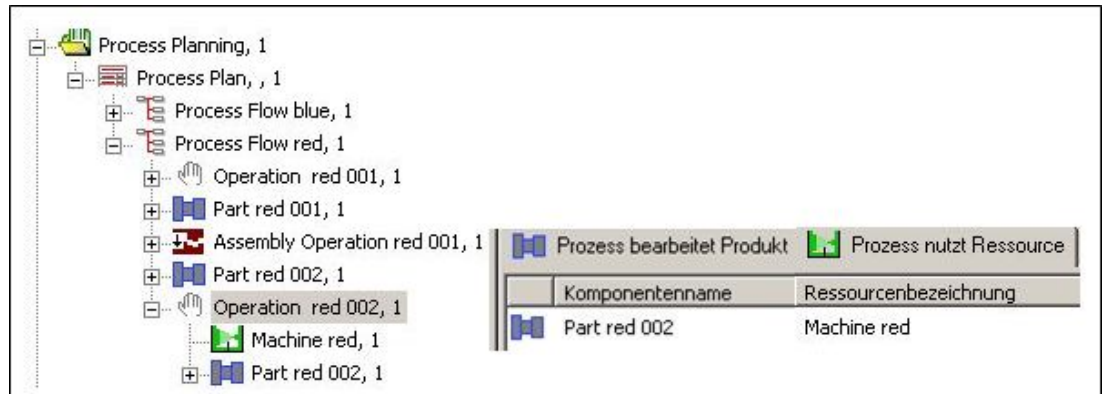 Process Planning, 1
Process Plan, , 1
Process Flow blue, 1
Process Flow red, 1
Operation red 001, 1
Part red 001, 1
Assembly Operation red 001, 1
Part red 002, 1
Operation red 002, 1
Machine red, 1
Part red 002, 1
Prozess bearbeitet Produkt Prozess nutzt Ressource
Komponentenname Ressourcenbezeichnung
Part red 002 Machine red